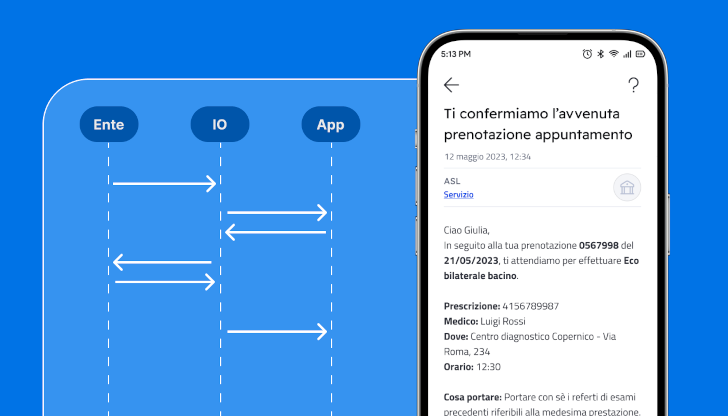 Ente
IO
App
5:13 PM
?
Ti confermiamo l'avvenuta
prenotazione appuntamento
12 maggio 2023, 12:34
ASL
Servizio
Ciao Giulia,
In seguito alla tua prenotazione 0567998 del
21/05/2023, ti attendiamo per effettuare Eco
bilaterale bacino.
Prescrizione: 4156789987
Medico: Luigi Rossi
Dove: Centro diagnostico Copernico - Via
Roma, 234
Orario: 12:30
Cosa portare: Portare con sè i referti di esami
precedenti riferibili alla medesima prestazione.